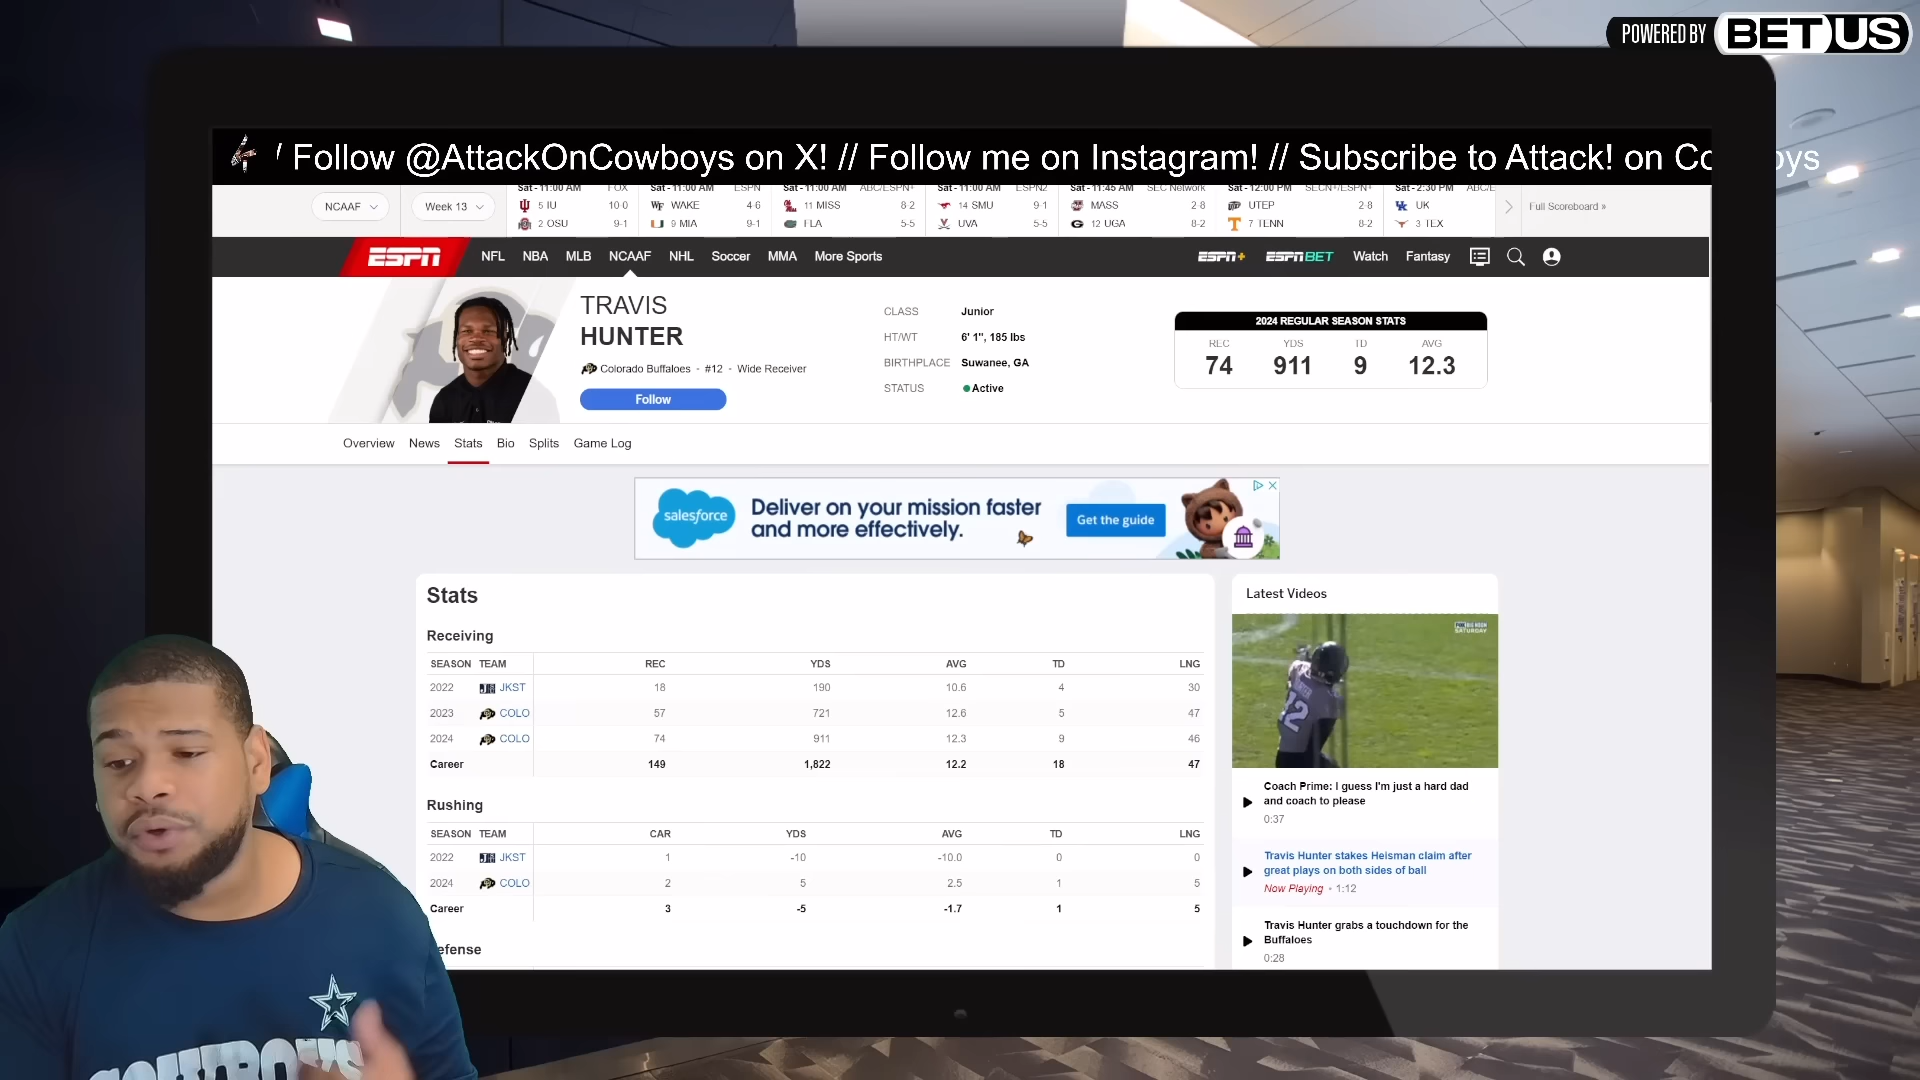 POWERED BY BETUS
/ Follow @AttackOnCowboys on X! // Follow me on Instagram! // Subscribe to Attack! on Co ys
NCAAF
Week 13
Sat - 11:00 AM FOX
5 IU 10-0
2 OSU 9-1
Sat - 11:00 AM ESPN
WAKE 4-6
9 MIA 9-1
Sat - 11:00 AM ABC/ESPN+
11 MISS 8-2
FLA 5-5
Sat - 11:00 AM ESPN2
14 SMU 9-1
UVA 5-5
Sat - 11:45 AM SEC Network
MASS 2-8
12 UGA 8-2
Sat - 12:00 PM SECN+/ESPN+
UTEP 2-8
7 TENN 8-2
Sat - 2:30 PM ABC/E
UK
3 TEX
Full Scoreboard »
ESPN NFL NBA MLB NCAAF NHL Soccer MMA More Sports ESPN+ ESPN BET Watch Fantasy
TRAVIS
HUNTER
Colorado Buffaloes • #12 • Wide Receiver
Follow
CLASS Junior
HT/WT 6' 1", 185 lbs
BIRTHPLACE Suwanee, GA
STATUS Active
2024 REGULAR SEASON STATS
REC YDS TD AVG
74 911 9 12.3
Overview News Stats Bio Splits Game Log
salesforce
Deliver on your mission faster
and more effectively.
Get the guide
Stats
Receiving
SEASON TEAM REC YDS AVG TD LNG
2022 JKST 18 190 10.6 4 30
2023 COLO 57 721 12.6 5 47
2024 COLO 74 911 12.3 9 46
Career 149 1,822 12.2 18 47
Rushing
SEASON TEAM CAR YDS AVG TD LNG
2022 JKST 1 -10 -10.0 0 0
2024 COLO 2 5 2.5 1 5
Career 3 -5 -1.7 1 5
efense
Latest Videos
Coach Prime: I guess I'm just a hard dad
and coach to please
0:37
Travis Hunter stakes Heisman claim after
great plays on both sides of ball
Now Playing • 1:12
Travis Hunter grabs a touchdown for the
Buffaloes
0:28
COWBOYS